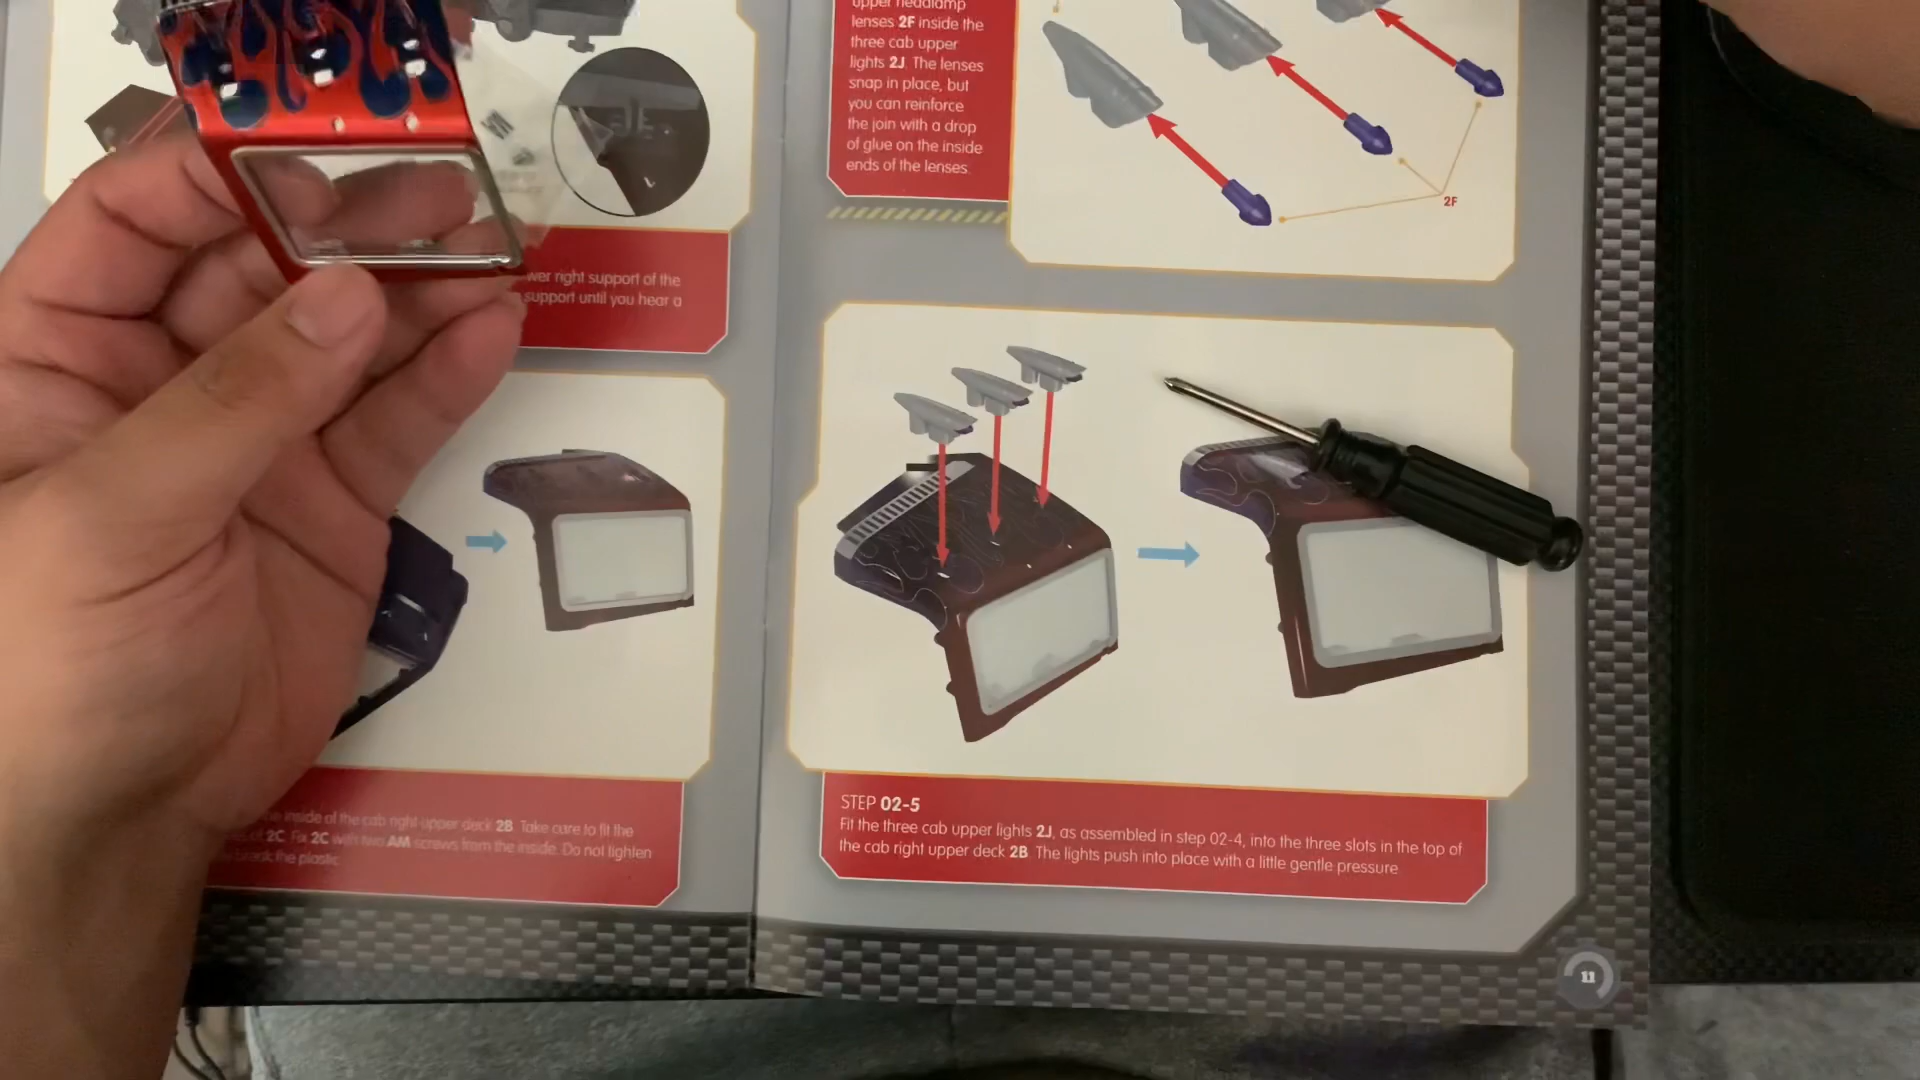 upper headlamp
lenses 2F inside the
three cab upper
lights 2J. The lenses
snap in place, but
you can reinforce
the join with a drop
of glue on the inside
ends of the lenses.
2F
wer right support of the
support until you hear a
inside of the cab right upper deck 2B. Take care to fit the
of 2C. Fix 2C with two AM screws from the inside. Do not tighten
break the plastic
STEP 02-5
Fit the three cab upper lights 2J, as assembled in step 02-4, into the three slots in the top of
the cab right upper deck 2B. The lights push into place with a little gentle pressure
11